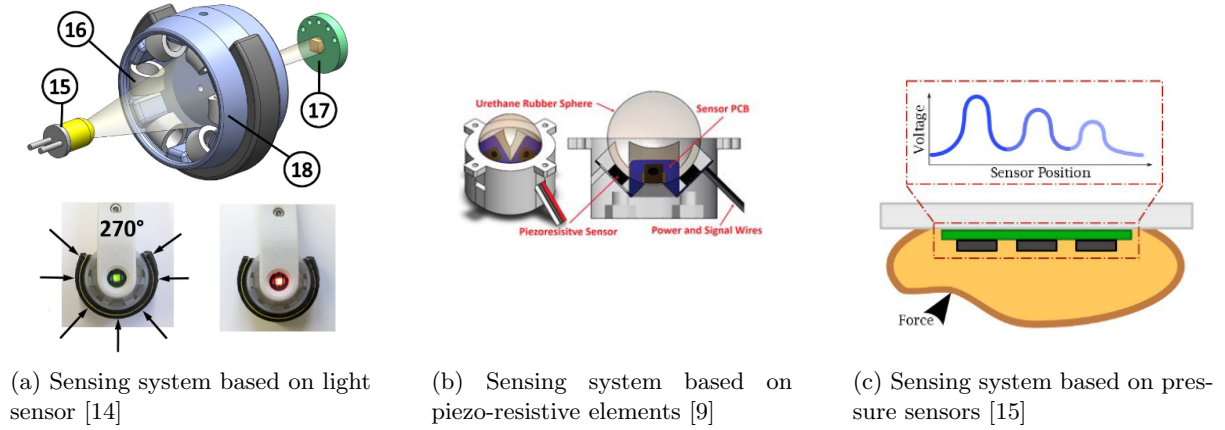 16
15
17
18
270°
Urethane Rubber Sphere
Sensor PCB
Piezoresisitve Sensor
Power and Signal Wires
Voltage
Sensor Position
Force
(a) Sensing system based on light
sensor [14]
(b) Sensing system based on
piezo-resistive elements [9]
(c) Sensing system based on pres-
sure sensors [15]